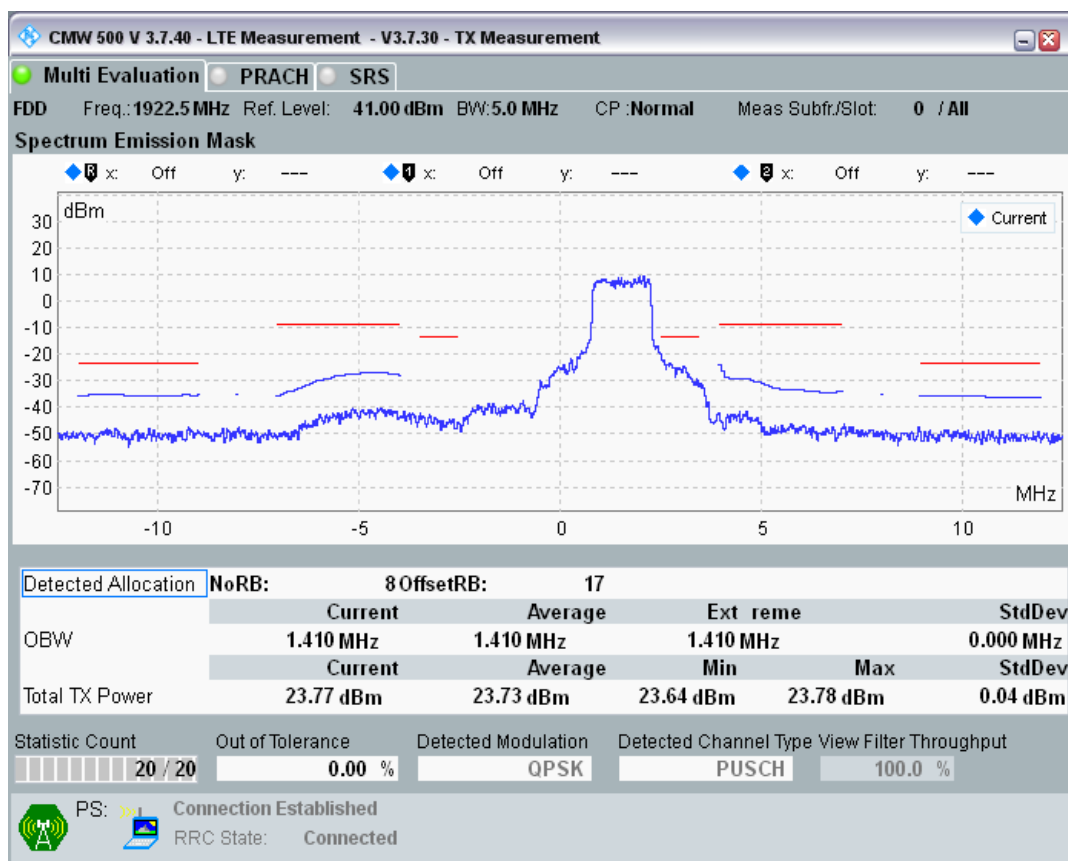 CMW 500 V 3.7.40 - LTE Measurement - V3.7.30 - TX Measurement
Multi Evaluation PRACH SRS
FDD Freq.: 1922.5 MHz Ref. Level: 41.00 dBm BW: 5.0 MHz CP : Normal Meas Subfr./Slot: 0 / All
Spectrum Emission Mask
R x: Off y: --- 1 x: Off y: --- 2 x: Off y: ---
dBm
Current
30
20
10
0
-10
-20
-30
-40
-50
-60
-70
MHz
-10 -5 0 5 10
Detected Allocation NoRB: 8 OffsetRB: 17
Current Average Ext reme StdDev
OBW 1.410 MHz 1.410 MHz 1.410 MHz 0.000 MHz
Current Average Min Max StdDev
Total TX Power 23.77 dBm 23.73 dBm 23.64 dBm 23.78 dBm 0.04 dBm
Statistic Count Out of Tolerance Detected Modulation Detected Channel Type View Filter Throughput
20 / 20 0.00 % QPSK PUSCH 100.0 %
PS: Connection Established
RRC State: Connected